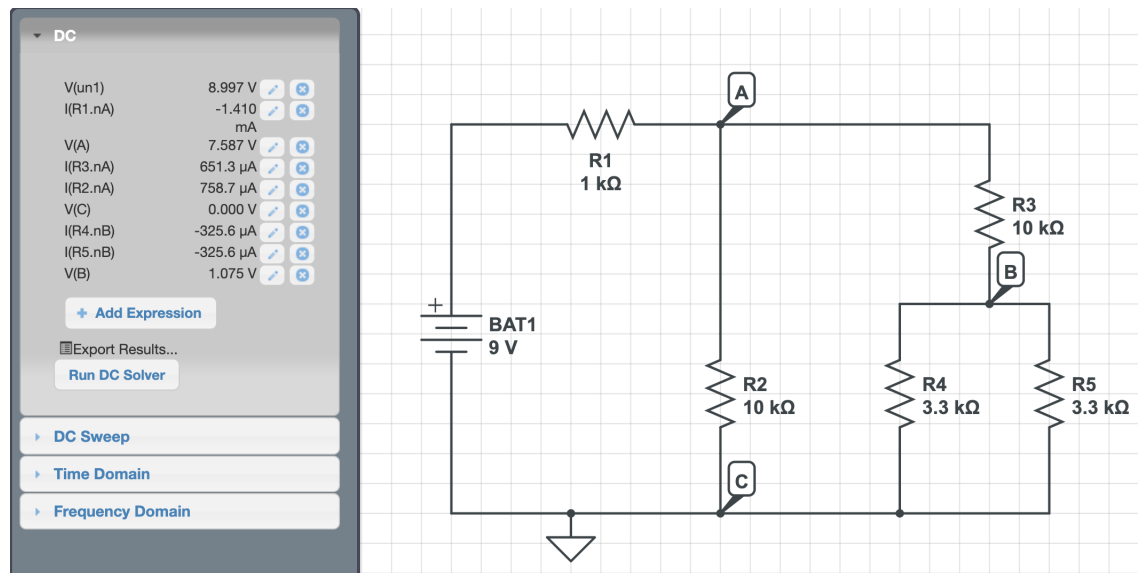 DC
V(un1) 8.997 V
I(R1.nA) -1.410
mA
V(A) 7.587 V
I(R3.nA) 651.3 µA
I(R2.nA) 758.7 µA
V(C) 0.000 V
I(R4.nB) -325.6 µA
I(R5.nB) -325.6 µA
V(B) 1.075 V
+ Add Expression
Export Results...
Run DC Solver
DC Sweep
Time Domain
Frequency Domain
A
R1
1 kΩ
R3
10 kΩ
B
+
BAT1
9 V
R2
10 kΩ
R4
3.3 kΩ
R5
3.3 kΩ
C